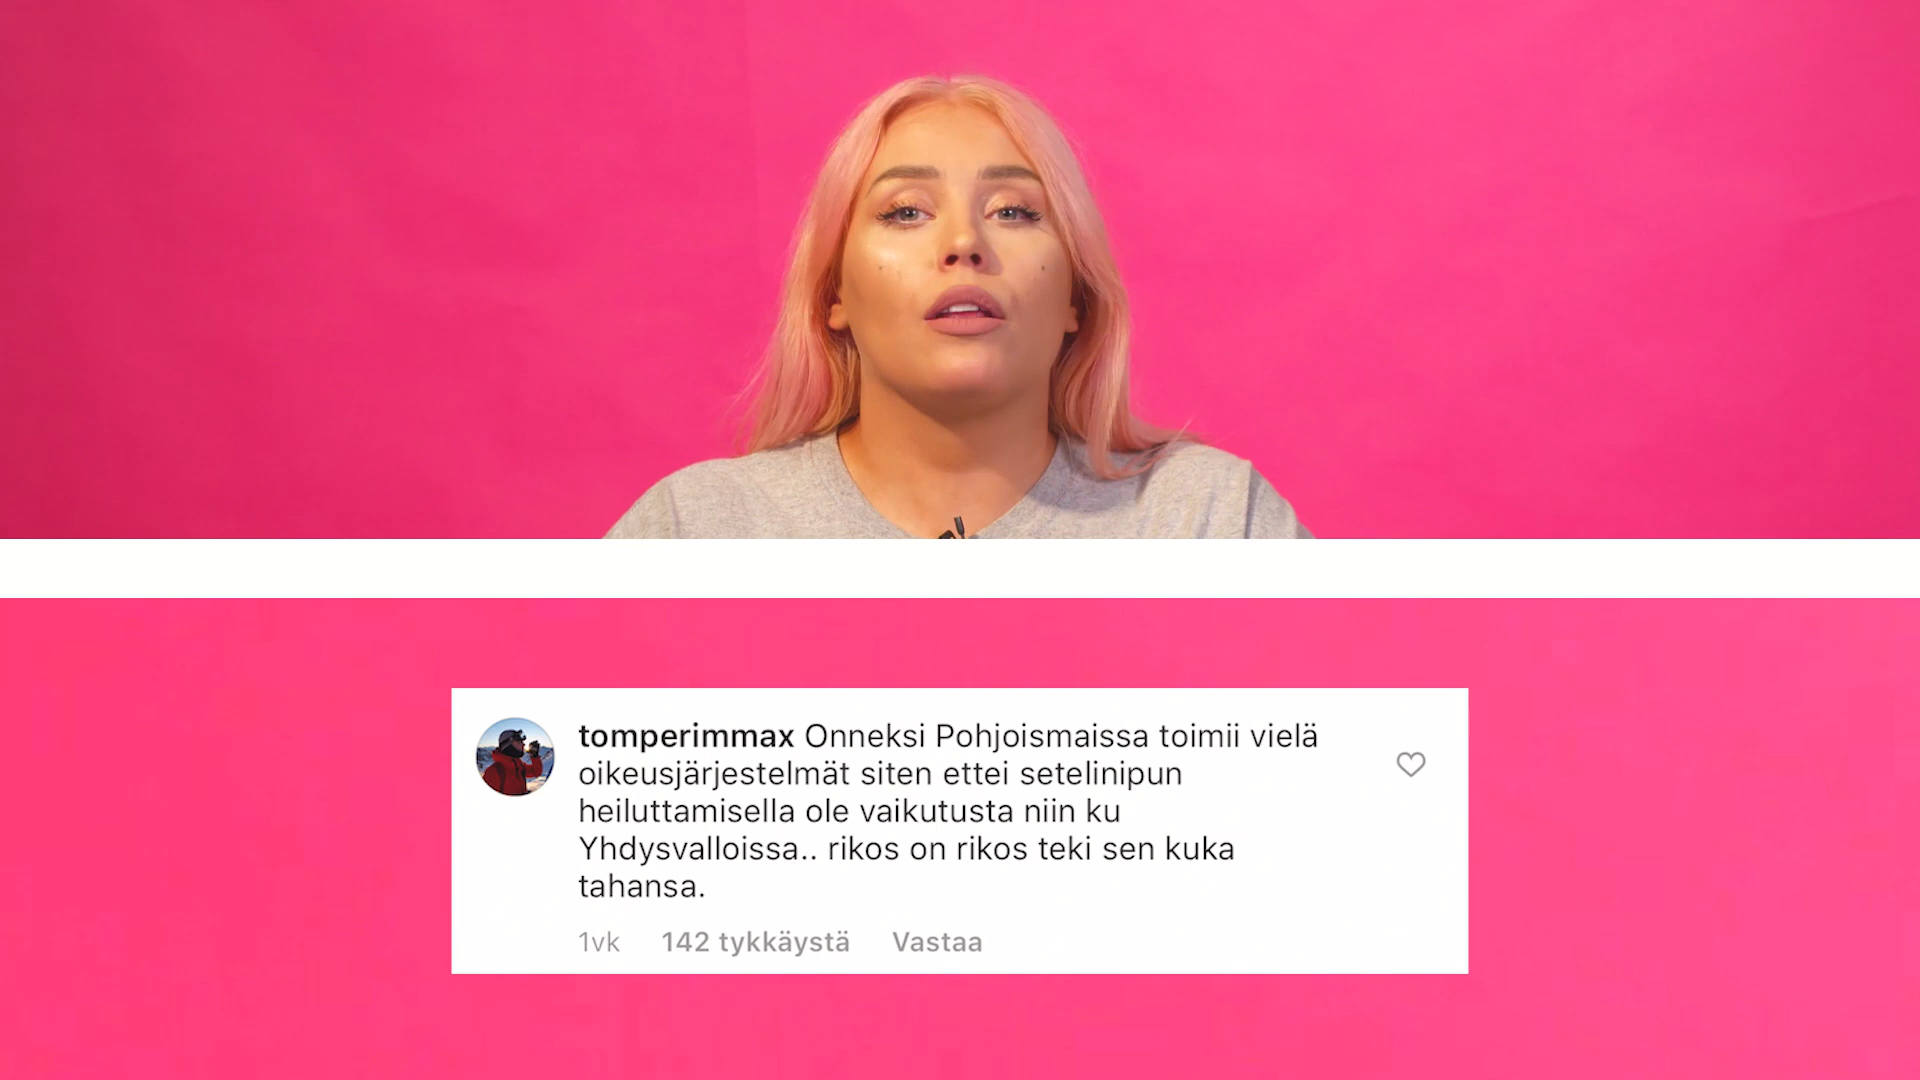 tomperimmax Onneksi Pohjoismaissa toimii vielä
oikeusjärjestelmät siten ettei setelinipun
heiluttamisella ole vaikutusta niin ku
Yhdysvalloissa.. rikos on rikos teki sen kuka
tahansa.
1vk 142 tykkäystä Vastaa